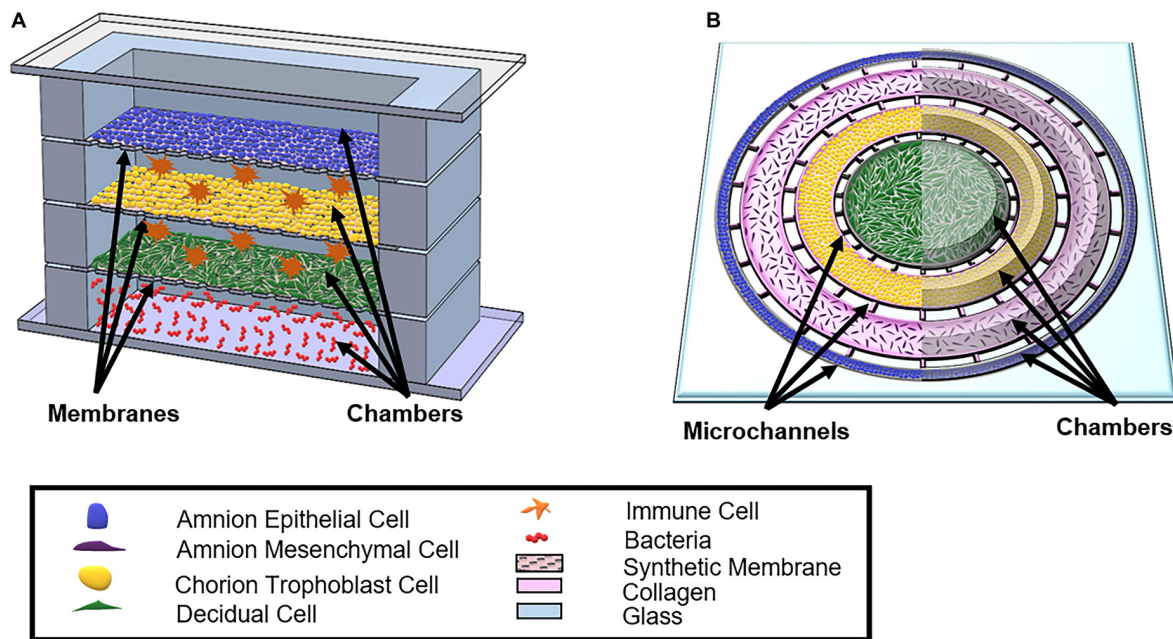 A
B
Membranes
Chambers
Microchannels
Chambers
Amnion Epithelial Cell
Amnion Mesenchymal Cell
Chorion Trophoblast Cell
Decidual Cell
Immune Cell
Bacteria
Synthetic Membrane
Collagen
Glass